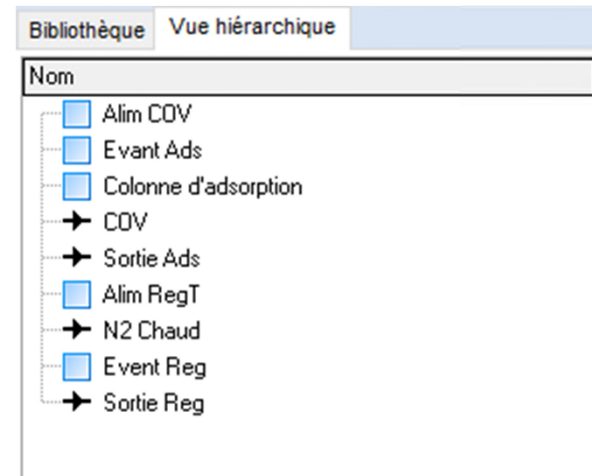 Bibliothèque Vue hiérarchique
Nom
Alim COV
Evant Ads
Colonne d'adsorption
COV
Sortie Ads
Alim RegT
N2 Chaud
Event Reg
Sortie Reg